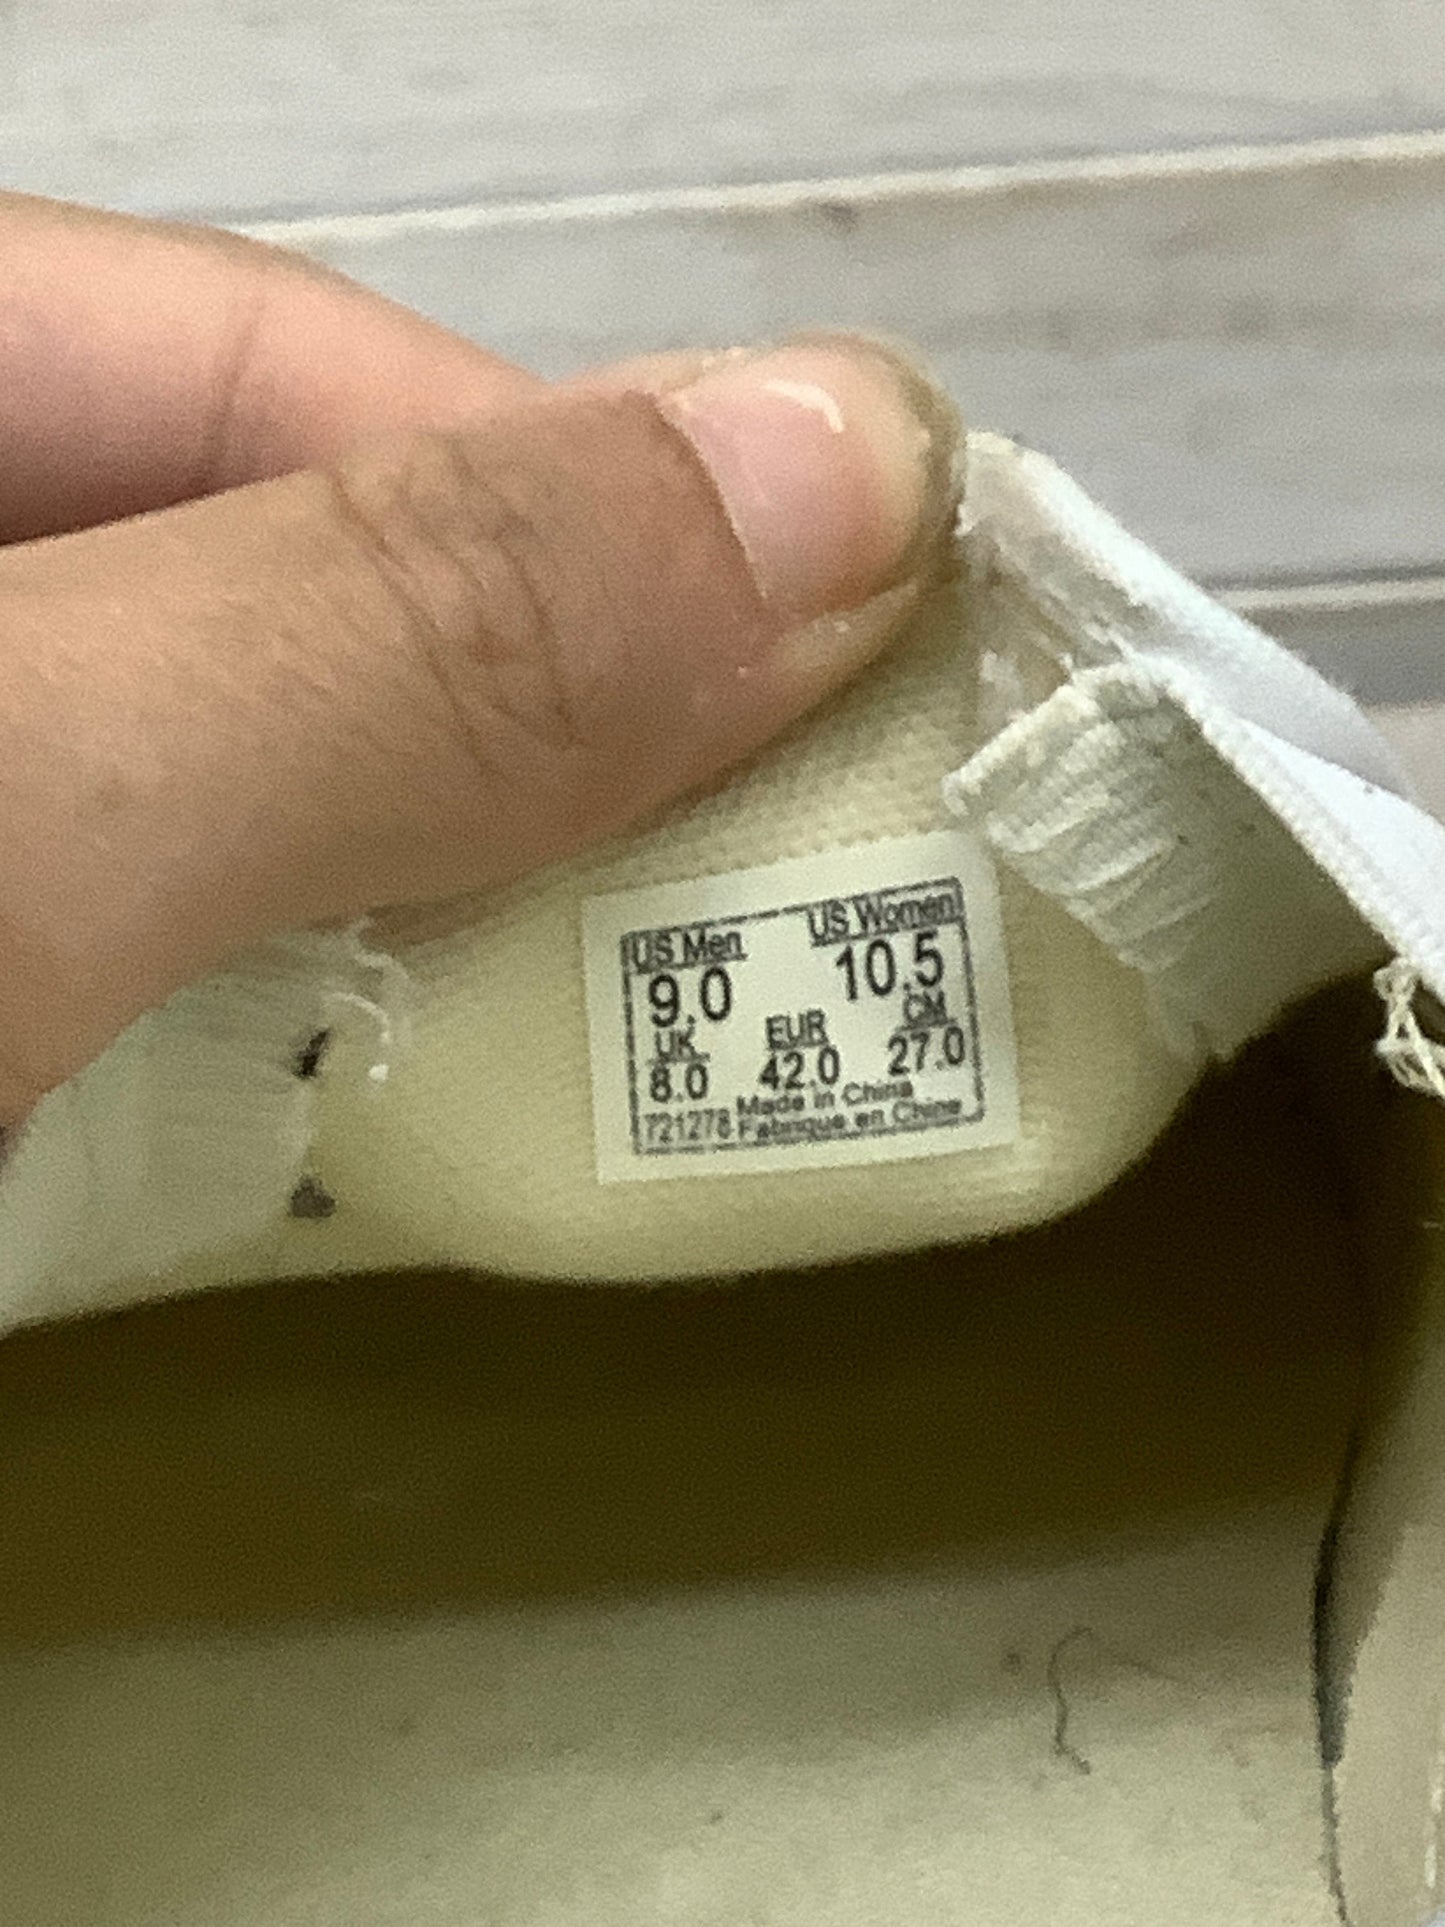 US Men US Women
9.0 10.5
UK EUR CM
8.0 42.0 27.0
721278 Made in China
Fabrique en Chine